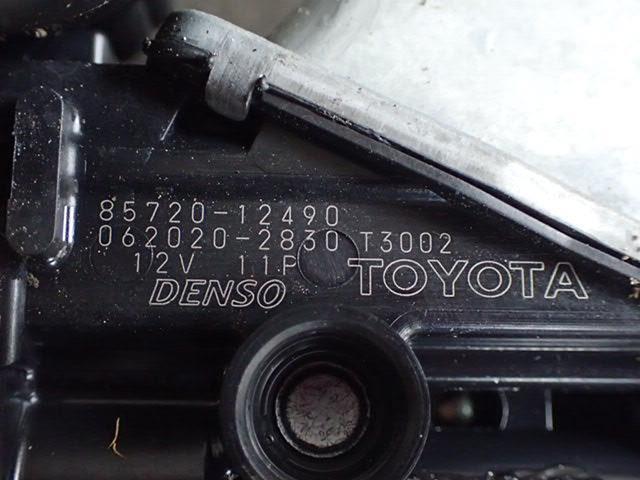 85720-12490
062020-2830 T3002
12V 11P
DENSO TOYOTA